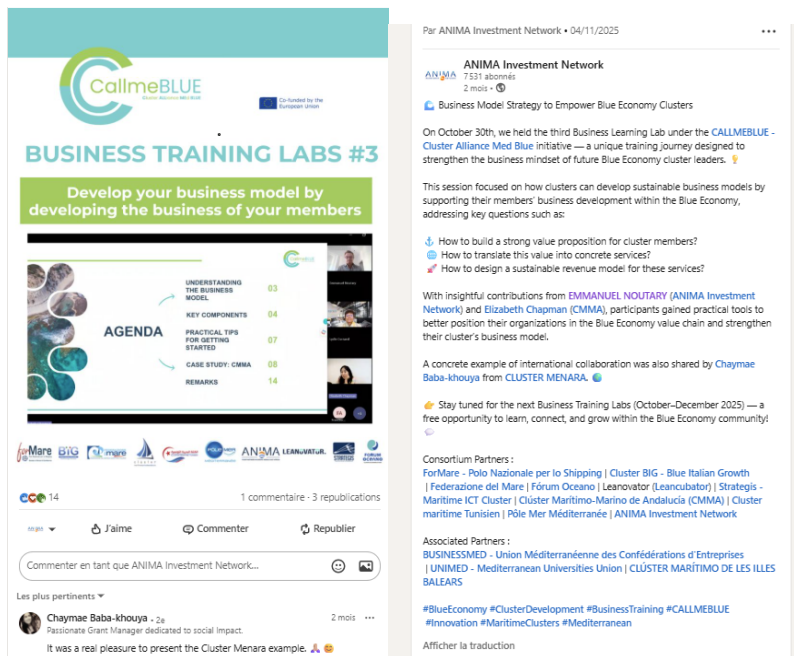 CallmeBLUE
Co-funded by the
European Union
BUSINESS TRAINING LABS #3
Develop your business model by
developing the business of your members
AGENDA
UNDERSTANDING
THE BUSINESS
MODEL
03
KEY COMPONENTS
04
PRACTICAL TIPS
FOR GETTING
STARTED
07
CASE STUDY: CMMA
08
REMARKS
14
forMare
BIG
mare
ANIMA
LEANOVATOR.
STRATEGIS
FORUM
OCEANO
14
1 commentaire · 3 republications
J'aime
Commenter
Republier
Commenter en tant que ANIMA Investment Network...
Les plus pertinents
Chaymae Baba-khouya · 2e
2 mois ···
Passionate Grant Manager dedicated to social impact.
It was a real pleasure to present the Cluster Menara example. 🙏 😊
Par ANIMA Investment Network • 04/11/2025
···
ANIMA
ANIMA Investment Network
7 531 abonnés
2 mois •
🌊 Business Model Strategy to Empower Blue Economy Clusters
On October 30th, we held the third Business Learning Lab under the CALLMEBLUE -
Cluster Alliance Med Blue initiative — a unique training journey designed to
strengthen the business mindset of future Blue Economy cluster leaders. 💡
This session focused on how clusters can develop sustainable business models by
supporting their members' business development within the Blue Economy,
addressing key questions such as:
⚓ How to build a strong value proposition for cluster members?
🌐 How to translate this value into concrete services?
🚀 How to design a sustainable revenue model for these services?
With insightful contributions from EMMANUEL NOUTARY (ANIMA Investment
Network) and Elizabeth Chapman (CMMA), participants gained practical tools to
better position their organizations in the Blue Economy value chain and strengthen
their cluster's business model.
A concrete example of international collaboration was also shared by Chaymae
Baba-khouya from CLUSTER MENARA. 🌍
👉 Stay tuned for the next Business Training Labs (October–December 2025) — a
free opportunity to learn, connect, and grow within the Blue Economy community!
💬
Consortium Partners :
ForMare - Polo Nazionale per lo Shipping | Cluster BIG - Blue Italian Growth
| Federazione del Mare | Fórum Oceano | Leanovator (Leancubator) | Strategis -
Maritime ICT Cluster | Clúster Marítimo-Marino de Andalucía (CMMA) | Cluster
maritime Tunisien | Pôle Mer Méditerranée | ANIMA Investment Network
Associated Partners :
BUSINESSMED - Union Méditerranéenne des Confédérations d'Entreprises
| UNIMED - Mediterranean Universities Union | CLÚSTER MARÍTIMO DE LES ILLES
BALEARS
#BlueEconomy #ClusterDevelopment #BusinessTraining #CALLMEBLUE
#Innovation #MaritimeClusters #Mediterranean
Afficher la traduction